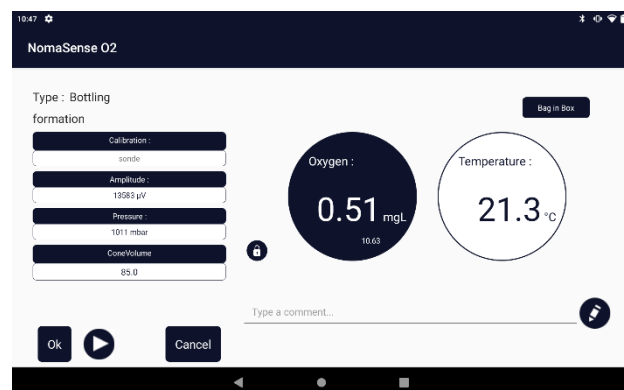 10:47
NomaSense O2
Type : Bottling
formation
Bag in Box
Calibration :
sonde
Amplitude :
13583 µV
Pressure :
1011 mbar
ConeVolume
85.0
Oxygen :
0.51 mgL
10.63
Temperature :
21.3 °C
Type a comment...
Ok
Cancel